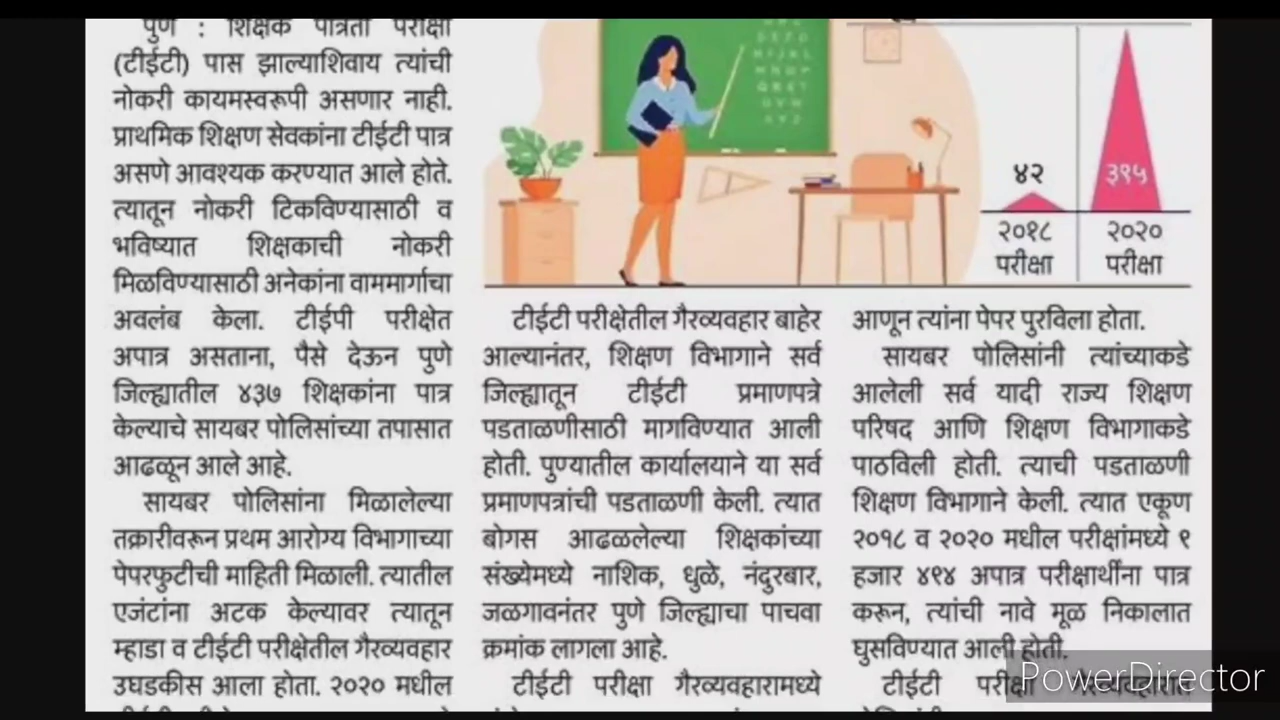 पुणे : शिक्षक पात्रता परीक्षा
(टीईटी) पास झाल्याशिवाय त्यांची
नोकरी कायमस्वरूपी असणार नाही.
प्राथमिक शिक्षण सेवकांना टीईटी पात्र
असणे आवश्यक करण्यात आले होते.
त्यातून नोकरी टिकविण्यासाठी व
भविष्यात शिक्षकाची नोकरी
मिळविण्यासाठी अनेकांना वाममार्गाचा
अवलंब केला. टीईपी परीक्षेत
अपात्र असताना, पैसे देऊन पुणे
जिल्ह्यातील ४३७ शिक्षकांना पात्र
केल्याचे सायबर पोलिसांच्या तपासात
आढळून आले आहे.
सायबर पोलिसांना मिळालेल्या
तक्रारीवरून प्रथम आरोग्य विभागाच्या
पेपरफुटीची माहिती मिळाली. त्यातील
एजंटांना अटक केल्यावर त्यातून
म्हाडा व टीईटी परीक्षेतील गैरव्यवहार
उघडकीस आला होता. २०२० मधील
४२
३९५
२०१८
परीक्षा
२०२०
परीक्षा
टीईटी परीक्षेतील गैरव्यवहार बाहेर
आल्यानंतर, शिक्षण विभागाने सर्व
जिल्ह्यातून टीईटी प्रमाणपत्रे
पडताळणीसाठी मागविण्यात आली
होती. पुण्यातील कार्यालयाने या सर्व
प्रमाणपत्रांची पडताळणी केली. त्यात
बोगस आढळलेल्या शिक्षकांच्या
संख्येमध्ये नाशिक, धुळे, नंदुरबार,
जळगावनंतर पुणे जिल्ह्याचा पाचवा
क्रमांक लागला आहे.
टीईटी परीक्षा गैरव्यवहारामध्ये
आणून त्यांना पेपर पुरविला होता.
सायबर पोलिसांनी त्यांच्याकडे
आलेली सर्व यादी राज्य शिक्षण
परिषद आणि शिक्षण विभागाकडे
पाठविली होती. त्याची पडताळणी
शिक्षण विभागाने केली. त्यात एकूण
२०१८ व २०२० मधील परीक्षांमध्ये ९
हजार ४९४ अपात्र परीक्षार्थींना पात्र
करून, त्यांची नावे मूळ निकालात
घुसविण्यात आली होती.
टीईटी परीक्षा
PowerDirector